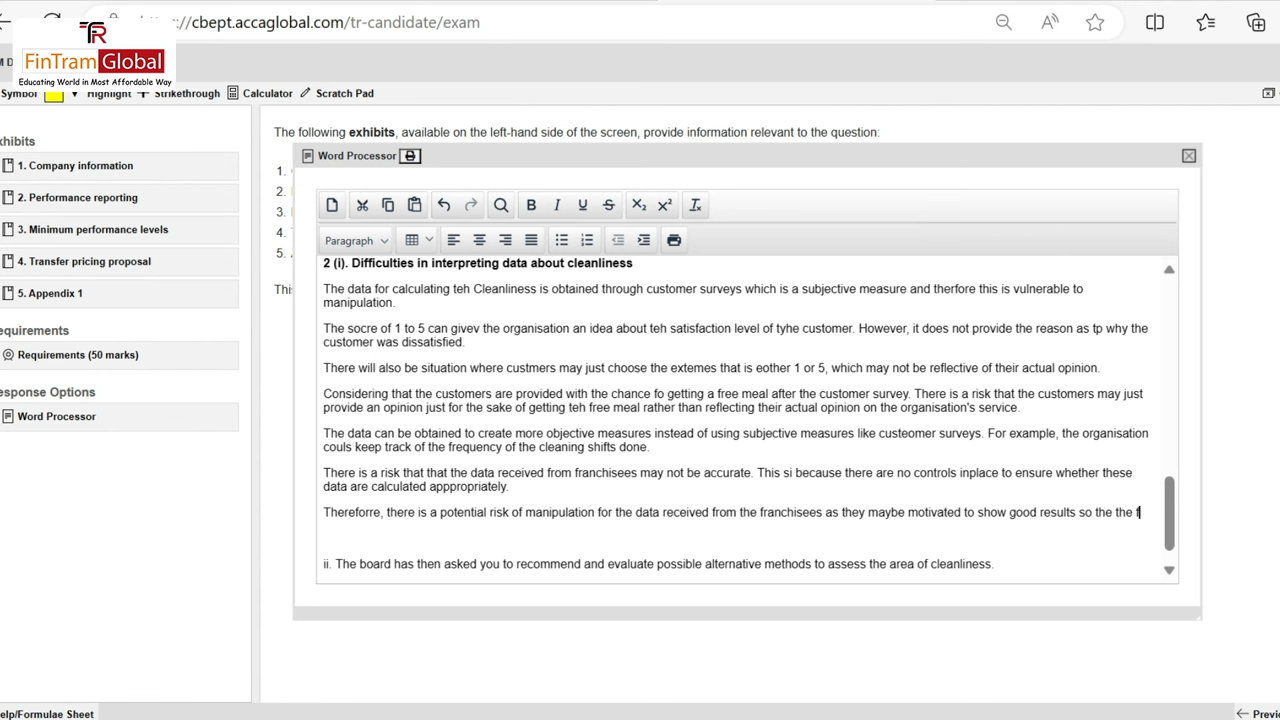 ://cbept.accaglobal.com/tr-candidate/exam
FinTram Global
Educating World in Most Affordable Way
Symbol Highlight Strikethrough Calculator Scratch Pad
xhibits
1. Company information
2. Performance reporting
3. Minimum performance levels
4. Transfer pricing proposal
5. Appendix 1
equirements
Requirements (50 marks)
esponse Options
Word Processor
elp/Formulae Sheet
The following exhibits, available on the left-hand side of the screen, provide information relevant to the question:
1.
2.
3.
4.
5.
This
Word Processor
Paragraph
2 (i). Difficulties in interpreting data about cleanliness
The data for calculating teh Cleanliness is obtained through customer surveys which is a subjective measure and therfore this is vulnerable to
manipulation.
The socre of 1 to 5 can givev the organisation an idea about teh satisfaction level of tyhe customer. However, it does not provide the reason as tp why the
customer was dissatisfied.
There will also be situation where custmers may just choose the extemes that is eother 1 or 5, which may not be reflective of their actual opinion.
Considering that the customers are provided with the chance fo getting a free meal after the customer survey. There is a risk that the customers may just
provide an opinion just for the sake of getting teh free meal rather than reflecting their actual opinion on the organisation's service.
The data can be obtained to create more objective measures instead of using subjective measures like custeomer surveys. For example, the organisation
couls keep track of the frequency of the cleaning shifts done.
There is a risk that that the data received from franchisees may not be accurate. This si because there are no controls inplace to ensure whether these
data are calculated apppropriately.
Thereforre, there is a potential risk of manipulation for the data received from the franchisees as they maybe motivated to show good results so the the f
ii. The board has then asked you to recommend and evaluate possible alternative methods to assess the area of cleanliness.
Previo